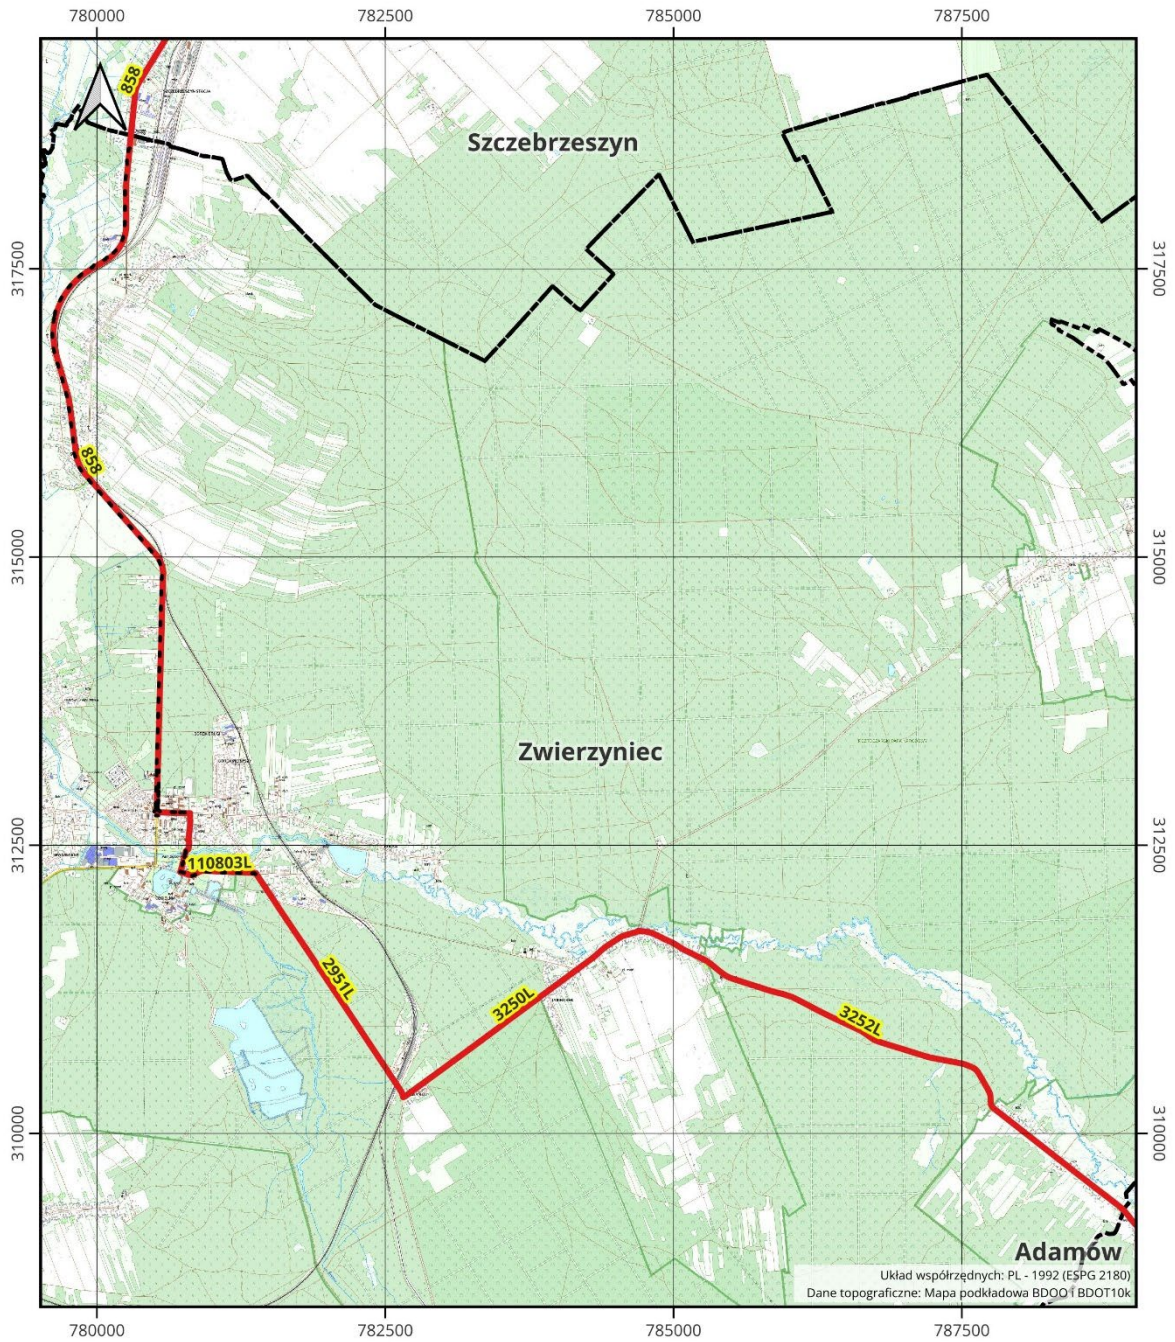 780000
782500
785000
787500
858
Szczebrzeszyn
317500
317500
858
315000
315000
Zwierzyniec
312500
312500
110803L
2951L
3250L
3252L
310000
310000
Adamów
Układ współrzędnych: PL - 1992 (ESPG 2180)
Dane topograficzne: Mapa podkładowa BDOO i BDOT10k
780000
782500
785000
787500